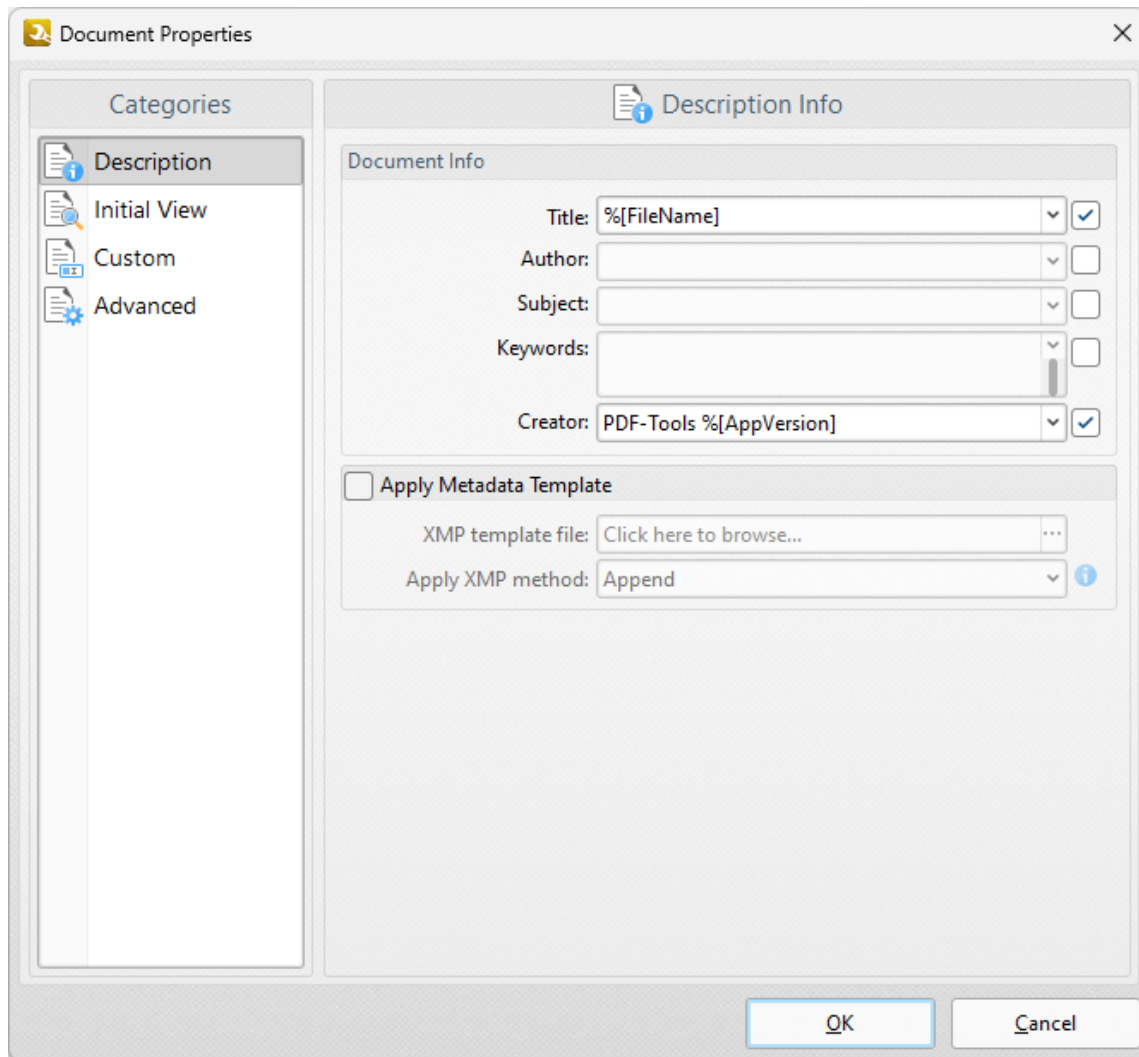 Document Properties
Categories
Description
Initial View
Custom
Advanced
Description Info
Document Info
Title: %[FileName]
Author:
Subject:
Keywords:
Creator: PDF-Tools %[AppVersion]
Apply Metadata Template
XMP template file: Click here to browse...
Apply XMP method: Append
OK
Cancel